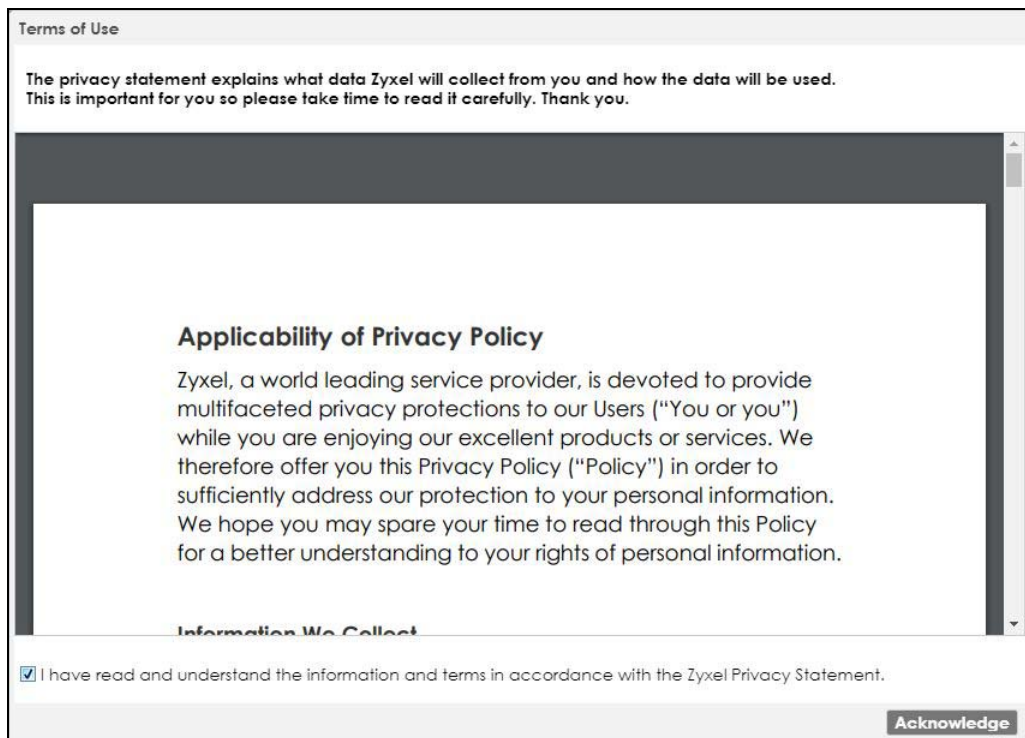 Terms of Use
The privacy statement explains what data Zyxel will collect from you and how the data will be used.
This is important for you so please take time to read it carefully. Thank you.
Applicability of Privacy Policy
Zyxel, a world leading service provider, is devoted to provide
multifaceted privacy protections to our Users (“You or you”)
while you are enjoying our excellent products or services. We
therefore offer you this Privacy Policy (“Policy”) in order to
sufficiently address our protection to your personal information.
We hope you may spare your time to read through this Policy
for a better understanding to your rights of personal information.
Information We Collect
I have read and understand the information and terms in accordance with the Zyxel Privacy Statement.
Acknowledge